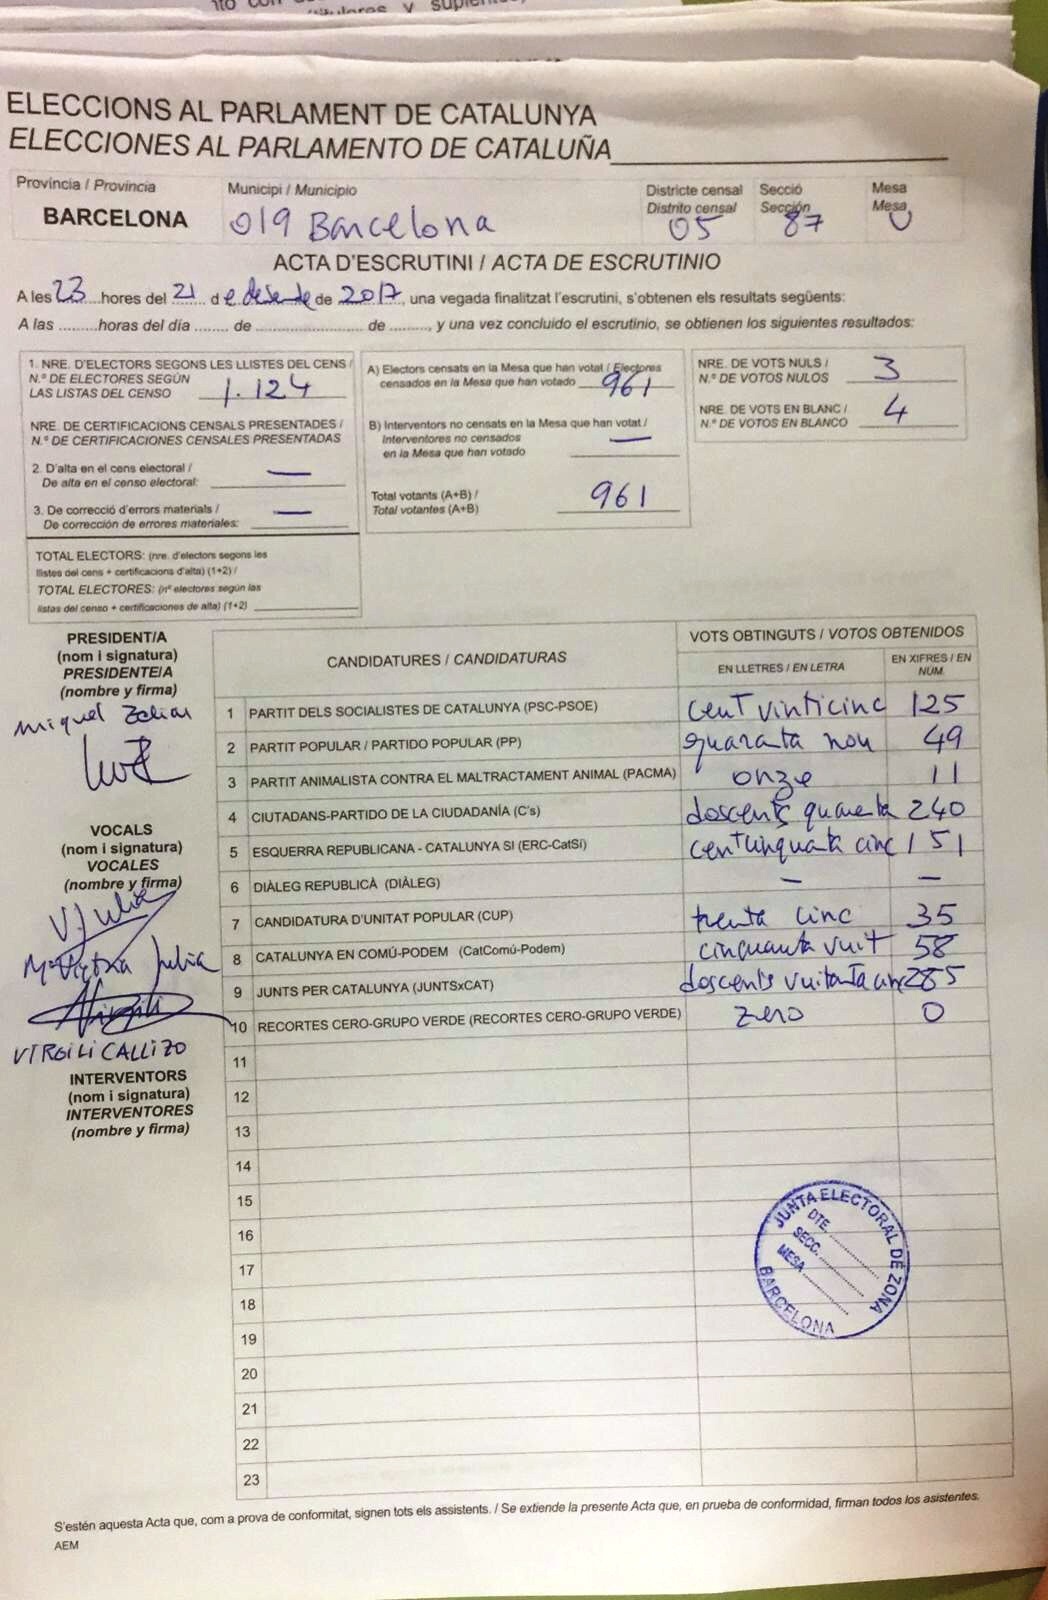 titulares y suplentes,
ELECCIONS AL PARLAMENT DE CATALUNYA
ELECCIONES AL PARLAMENTO DE CATALUÑA
Província / Provincia
BARCELONA
Municipi / Municipio
019 Barcelona
Districte censal
Distrito censal
05
Secció
Sección
87
Mesa
Mesa
U
ACTA D'ESCRUTINI / ACTA DE ESCRUTINIO
A les 23 hores del 21 de desembre de 2017, una vegada finalitzat l'escrutini, s'obtenen els resultats següents:
A las .........horas del día ........ de ........................ de ........., y una vez concluido el escrutinio, se obtienen los siguientes resultados:
1. NRE. D'ELECTORS SEGONS LES LLISTES DEL CENS /
N.º DE ELECTORES SEGÚN
LAS LISTAS DEL CENSO 1.124
NRE. DE CERTIFICACIONS CENSALS PRESENTADES /
N.º DE CERTIFICACIONES CENSALES PRESENTADAS
2. D'alta en el cens electoral /
De alta en el censo electoral: —
3. De correcció d'errors materials /
De corrección de errores materiales: —
TOTAL ELECTORS: (nre. d'electors segons les
llistes del cens + certificacions d'alta) (1+2) /
TOTAL ELECTORES: (nº electores según las
listas del censo + certificaciones de alta) (1+2)
A) Electors censats en la Mesa que han votat / Electores
censados en la Mesa que han votado 961
B) Interventors no censats en la Mesa que han votat /
Interventores no censados
en la Mesa que han votado —
Total votants (A+B) /
Total votantes (A+B) 961
NRE. DE VOTS NULS /
N.º DE VOTOS NULOS 3
NRE. DE VOTS EN BLANC /
N.º DE VOTOS EN BLANCO 4
PRESIDENT/A
(nom i signatura)
PRESIDENTE/A
(nombre y firma)
Miquel
VOCALS
(nom i signatura)
VOCALES
(nombre y firma)
V Julia
Julia
Virgili
VIRGILI CALLIZO
INTERVENTORS
(nom i signatura)
INTERVENTORES
(nombre y firma)
CANDIDATURES / CANDIDATURAS
VOTS OBTINGUTS / VOTOS OBTENIDOS
EN LLETRES / EN LETRA
EN XIFRES / EN
NÚM.
1 PARTIT DELS SOCIALISTES DE CATALUNYA (PSC-PSOE) cent vinticinc 125
2 PARTIT POPULAR / PARTIDO POPULAR (PP) quaranta nou 49
3 PARTIT ANIMALISTA CONTRA EL MALTRACTAMENT ANIMAL (PACMA) onze 11
4 CIUTADANS-PARTIDO DE LA CIUDADANÍA (C's) doscents quaranta 240
5 ESQUERRA REPUBLICANA - CATALUNYA SI (ERC-CatSí) cent cinquanta cinc 151
6 DIÀLEG REPUBLICÀ (DIÀLEG) — —
7 CANDIDATURA D'UNITAT POPULAR (CUP) trenta cinc 35
8 CATALUNYA EN COMÚ-PODEM (CatComú-Podem) cinquanta vuit 58
9 JUNTS PER CATALUNYA (JUNTSxCAT) doscents vuitanta cinc 285
10 RECORTES CERO-GRUPO VERDE (RECORTES CERO-GRUPO VERDE) zero 0
11
12
13
14
15
16
17
18
19
20
21
22
23
JUNTA ELECTORAL DE ZONA
DTE.
SECC.
MESA
BARCELONA
S'estén aquesta Acta que, com a prova de conformitat, signen tots els assistents. / Se extiende la presente Acta que, en prueba de conformidad, firman todos los asistentes.
AEM